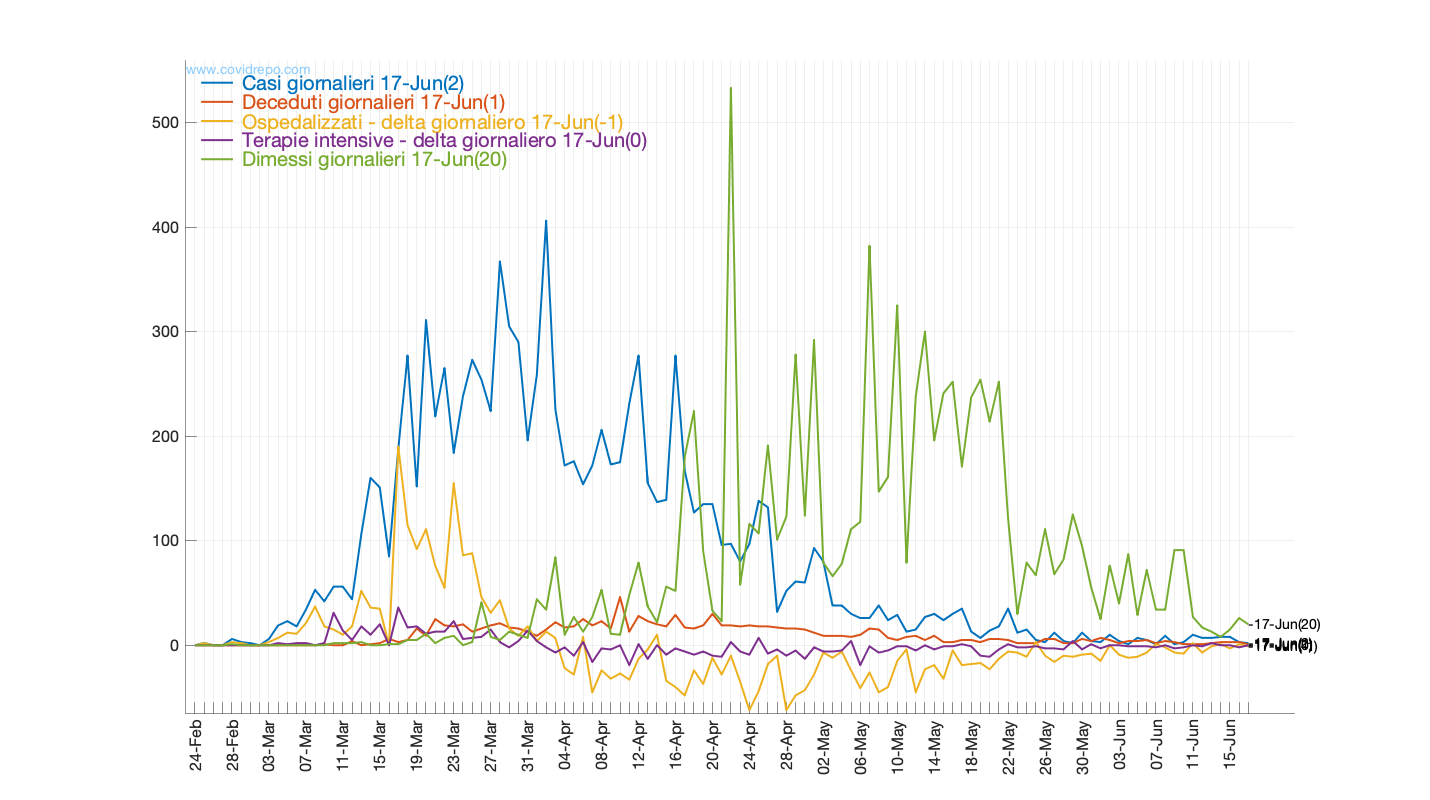 www.covidrepo.com
Casi giornalieri 17-Jun(2)
Deceduti giornalieri 17-Jun(1)
Ospedalizzati - delta giornaliero 17-Jun(-1)
Terapie intensive - delta giornaliero 17-Jun(0)
Dimessi giornalieri 17-Jun(20)
500
400
300
200
100
0
17-Jun(20)
24-Feb
28-Feb
03-Mar
07-Mar
11-Mar
15-Mar
19-Mar
23-Mar
27-Mar
31-Mar
04-Apr
08-Apr
12-Apr
16-Apr
20-Apr
24-Apr
28-Apr
02-May
06-May
10-May
14-May
18-May
22-May
26-May
30-May
03-Jun
07-Jun
11-Jun
15-Jun